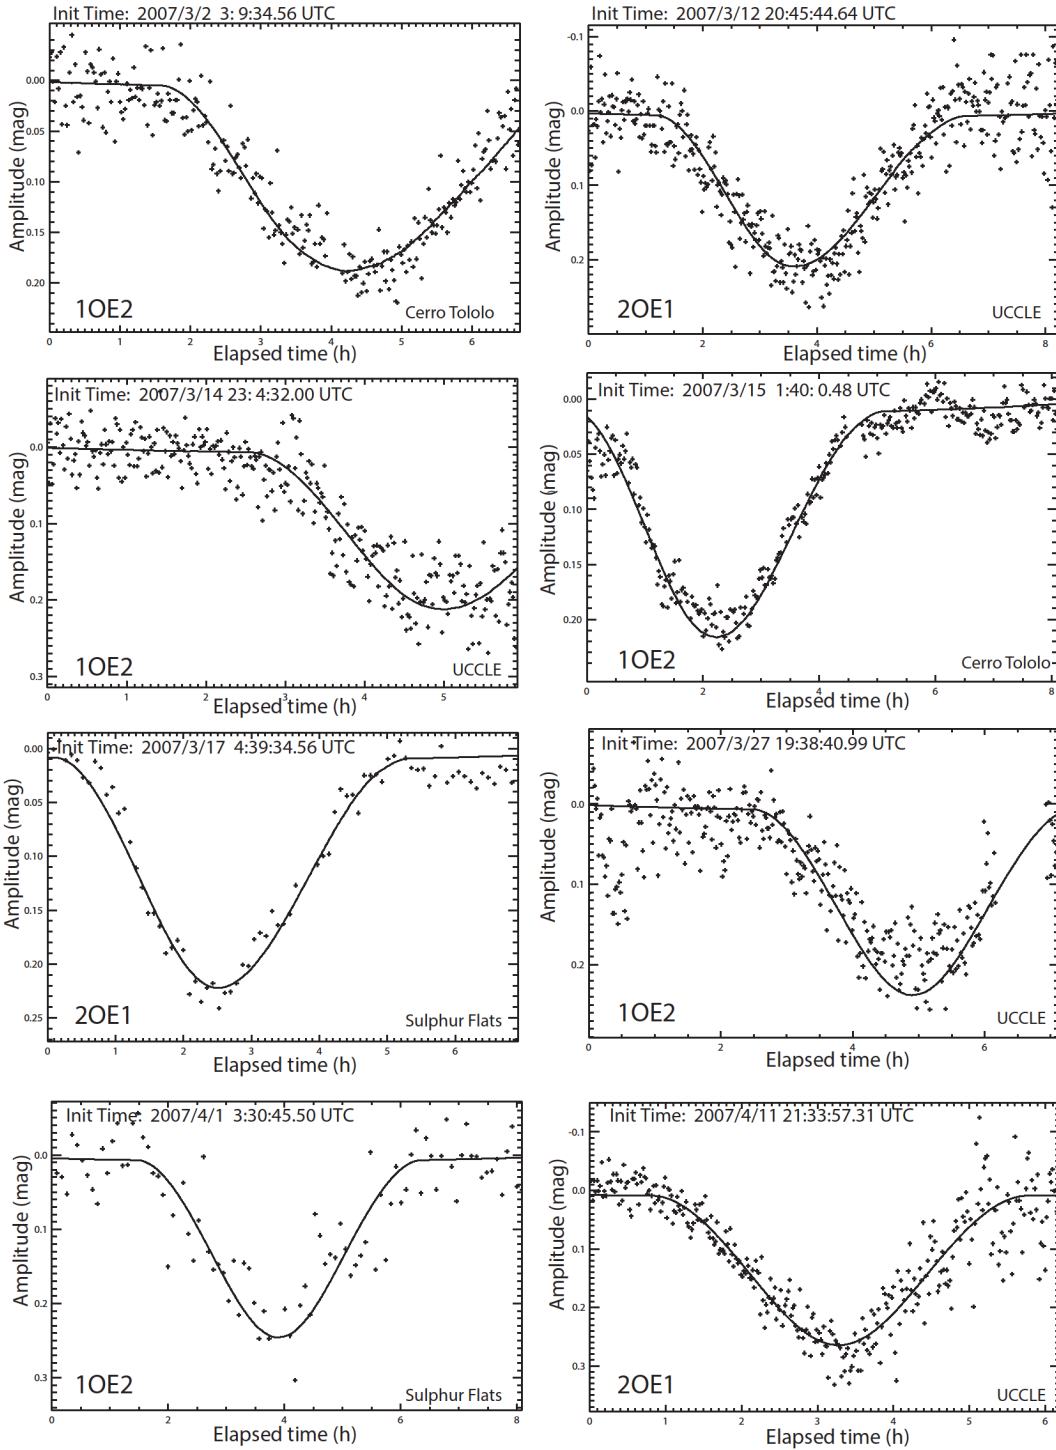 Init Time: 2007/3/2 3: 9:34.56 UTC
0.00
0.05
0.10
0.15
0.20
Amplitude (mag)
1OE2
Cerro Tololo
0 1 2 3 4 5 6
Elapsed time (h)
Init Time: 2007/3/12 20:45:44.64 UTC
-0.1
0.0
0.1
0.2
Amplitude (mag)
2OE1
UCCLE
0 2 4 6 8
Elapsed time (h)
Init Time: 2007/3/14 23: 4:32.00 UTC
0.0
0.1
0.2
0.3
Amplitude (mag)
1OE2
UCCLE
0 1 2 3 4 5
Elapsed time (h)
Init Time: 2007/3/15 1:40: 0.48 UTC
0.00
0.05
0.10
0.15
0.20
Amplitude (mag)
1OE2
Cerro Tololo
0 2 4 6 8
Elapsed time (h)
Init Time: 2007/3/17 4:39:34.56 UTC
0.00
0.05
0.10
0.15
0.20
0.25
Amplitude (mag)
2OE1
Sulphur Flats
0 1 2 3 4 5 6
Elapsed time (h)
Init Time: 2007/3/27 19:38:40.99 UTC
0.0
0.1
0.2
Amplitude (mag)
1OE2
UCCLE
0 2 4 6
Elapsed time (h)
Init Time: 2007/4/1 3:30:45.50 UTC
0.0
0.1
0.2
0.3
Amplitude (mag)
1OE2
Sulphur Flats
0 2 4 6 8
Elapsed time (h)
Init Time: 2007/4/11 21:33:57.31 UTC
-0.1
0.0
0.1
0.2
0.3
Amplitude (mag)
2OE1
UCCLE
0 1 2 3 4 5 6
Elapsed time (h)